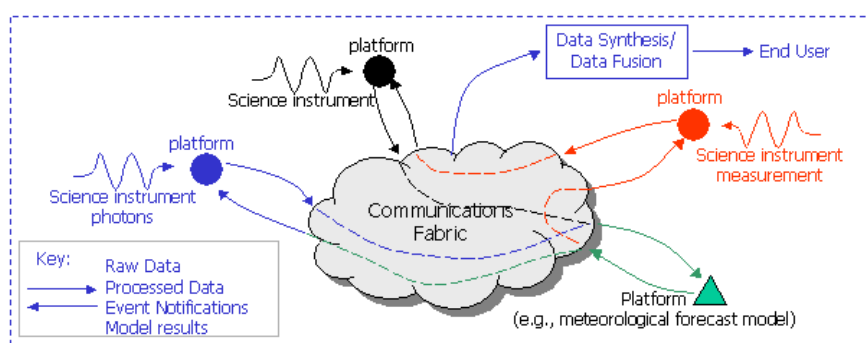 platform
Science instrument
Data Synthesis/
Data Fusion
End User
platform
Science instrument
measurement
platform
Science instrument
photons
Communications
Fabric
Key:
Raw Data
Processed Data
Event Notifications
Model results
Platform
(e.g., meteorological forecast model)